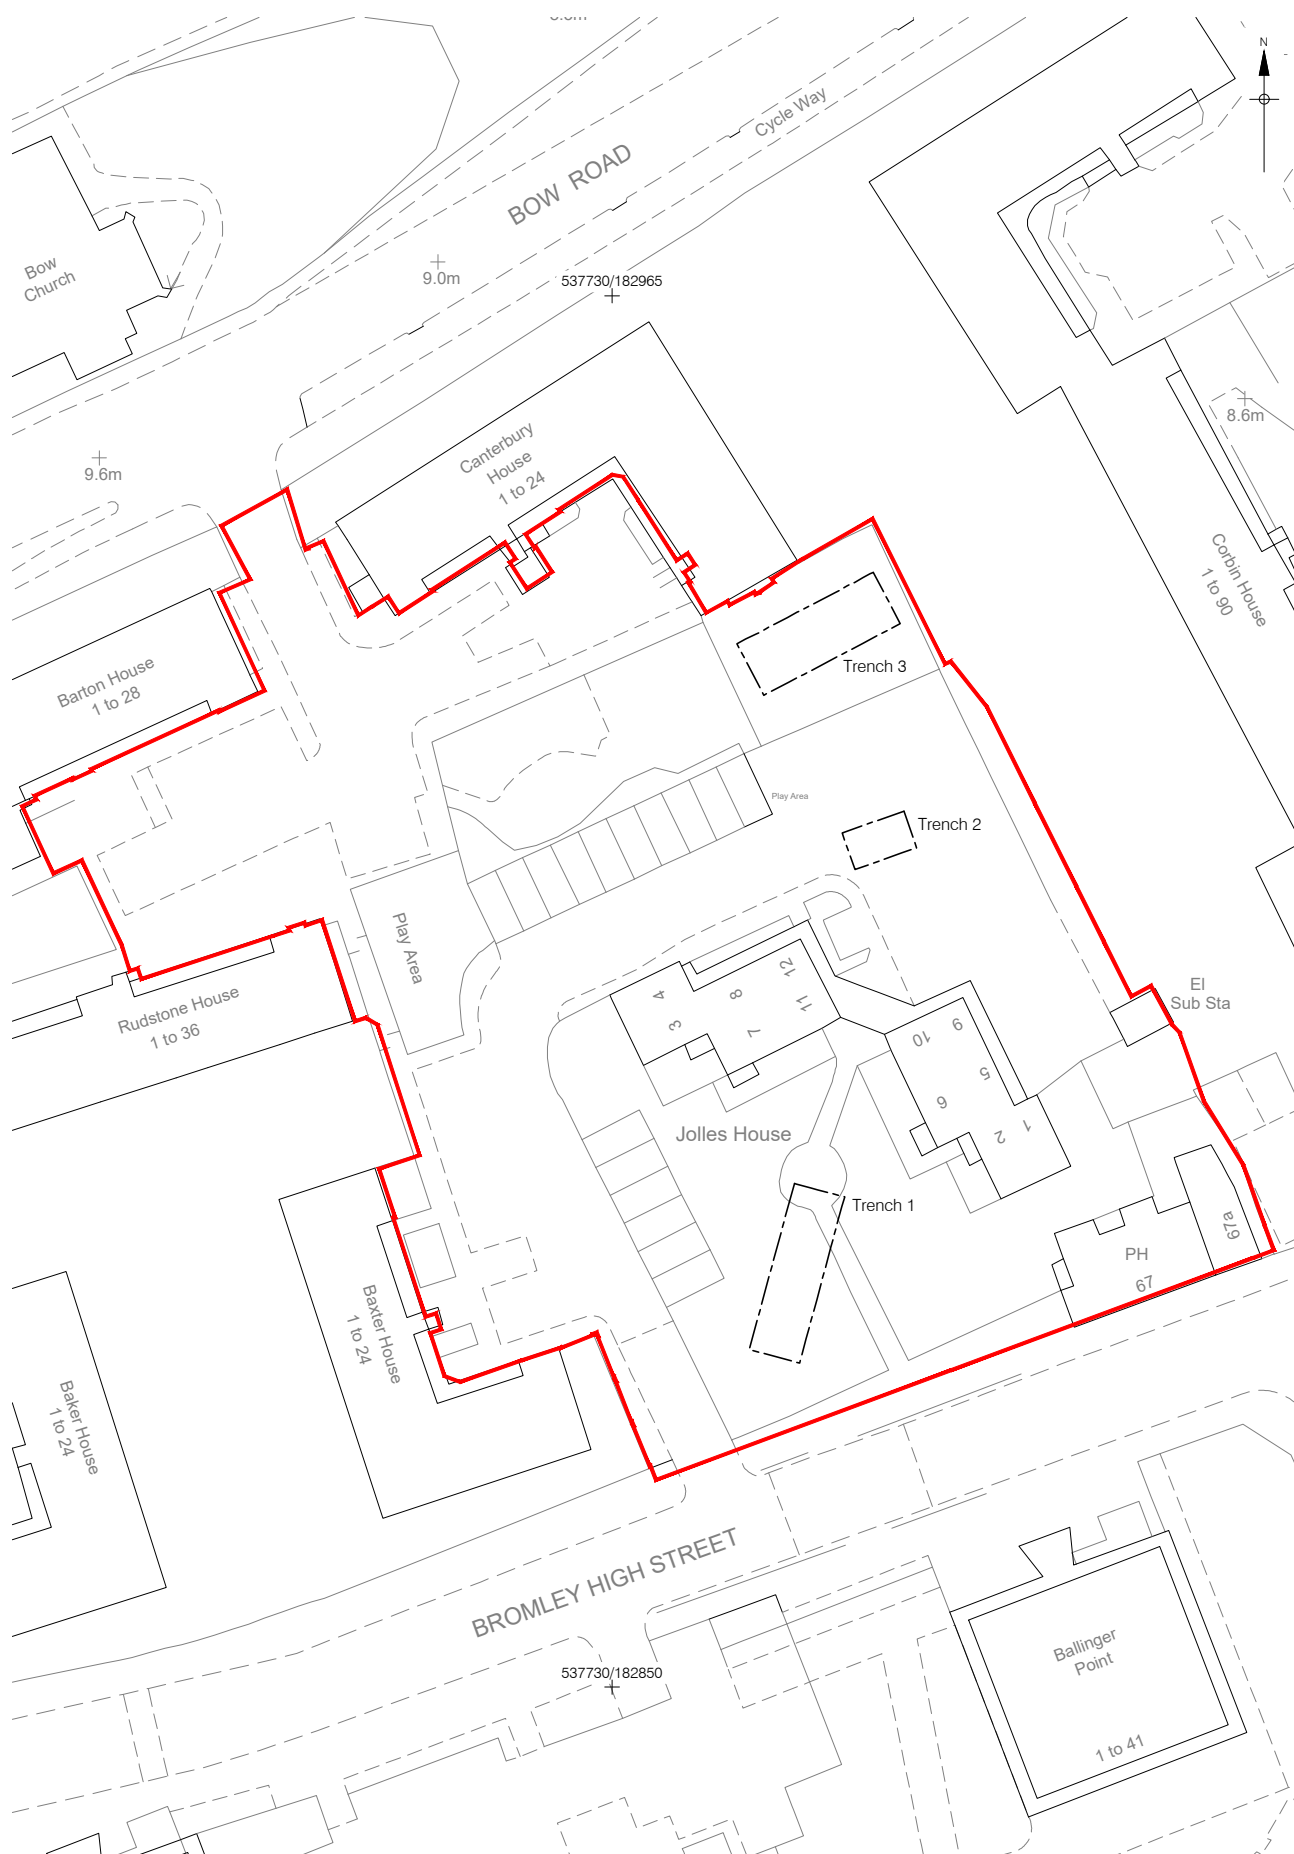 N
Cycle Way
BOW ROAD
Bow
Church
9.0m
537730/182965
8.6m
9.6m
Canterbury
House
1 to 24
Corbin House
1 to 90
Barton House
1 to 28
Trench 3
Play Area
Trench 2
Play Area
El
Sub Sta
Rudstone House
1 to 36
4
3
8
7
12
11
10
9
5
6
2
1
Jolles House
Trench 1
PH
67
67a
Baxter House
1 to 24
Baker House
1 to 24
BROMLEY HIGH STREET
537730/182850
Ballinger
Point
1 to 41